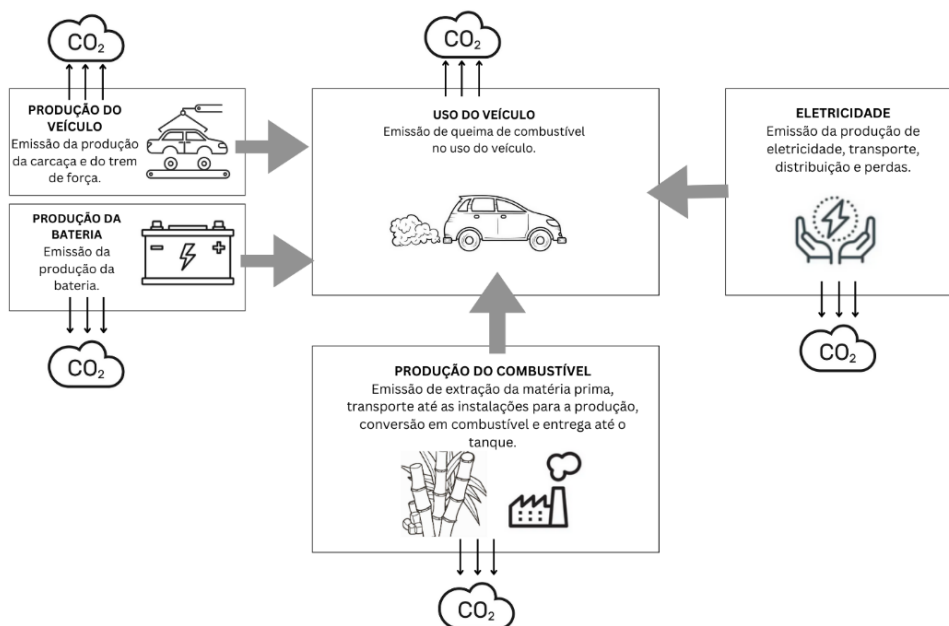 CO₂
CO₂
PRODUÇÃO DO
VEÍCULO
Emissão da produção
da carcaça e do trem
de força.
USO DO VEÍCULO
Emissão de queima de combustível
no uso do veículo.
ELETRICIDADE
Emissão da produção de
eletricidade, transporte,
distribuição e perdas.
PRODUÇÃO DA
BATERIA
Emissão da
produção da
bateria.
CO₂
CO₂
PRODUÇÃO DO COMBUSTÍVEL
Emissão de extração da matéria prima,
transporte até as instalações para a produção,
conversão em combustível e entrega até o
tanque.
CO₂